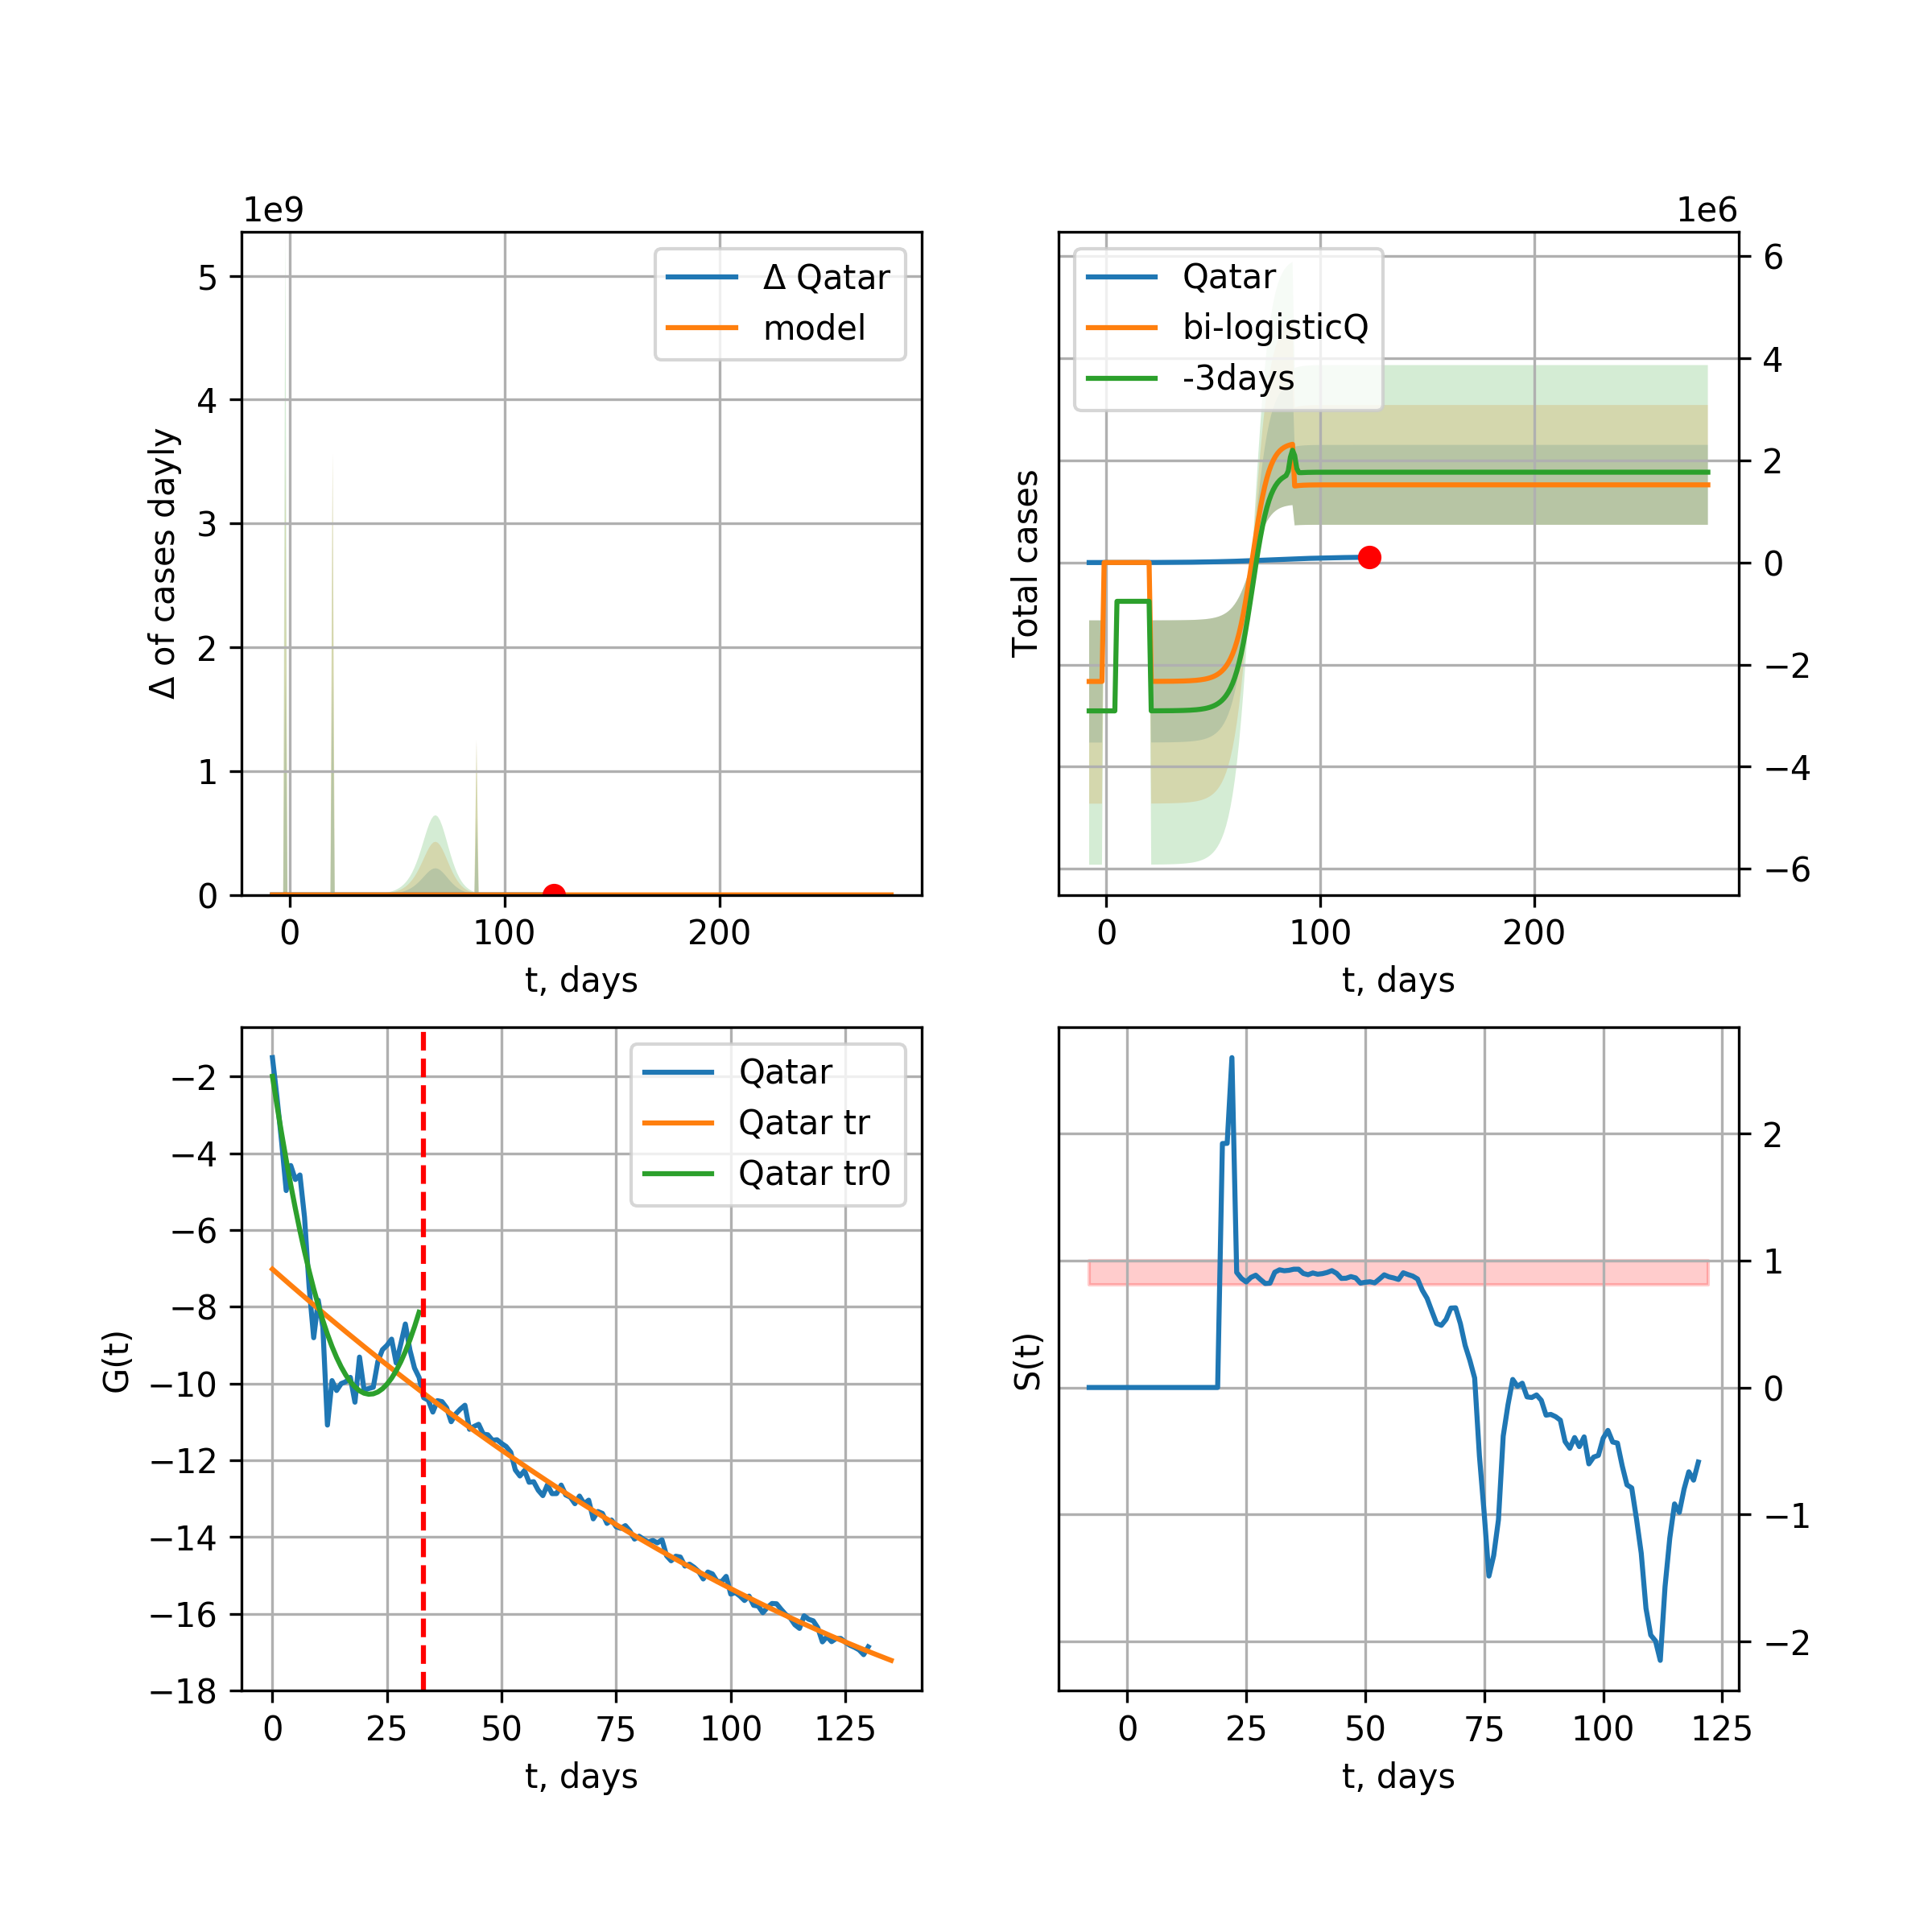 1e9
5
4
3
2
1
0
Δ of cases dayly
Δ Qatar
model
0 100 200
t, days
1e6
6
4
2
0
−2
−4
−6
Total cases
Qatar
bi-logisticQ
-3days
0 100 200
t, days
−2
−4
−6
−8
−10
−12
−14
−16
−18
G(t)
Qatar
Qatar tr
Qatar tr0
0 25 50 75 100 125
t, days
2
1
0
−1
−2
S(t)
0 25 50 75 100 125
t, days